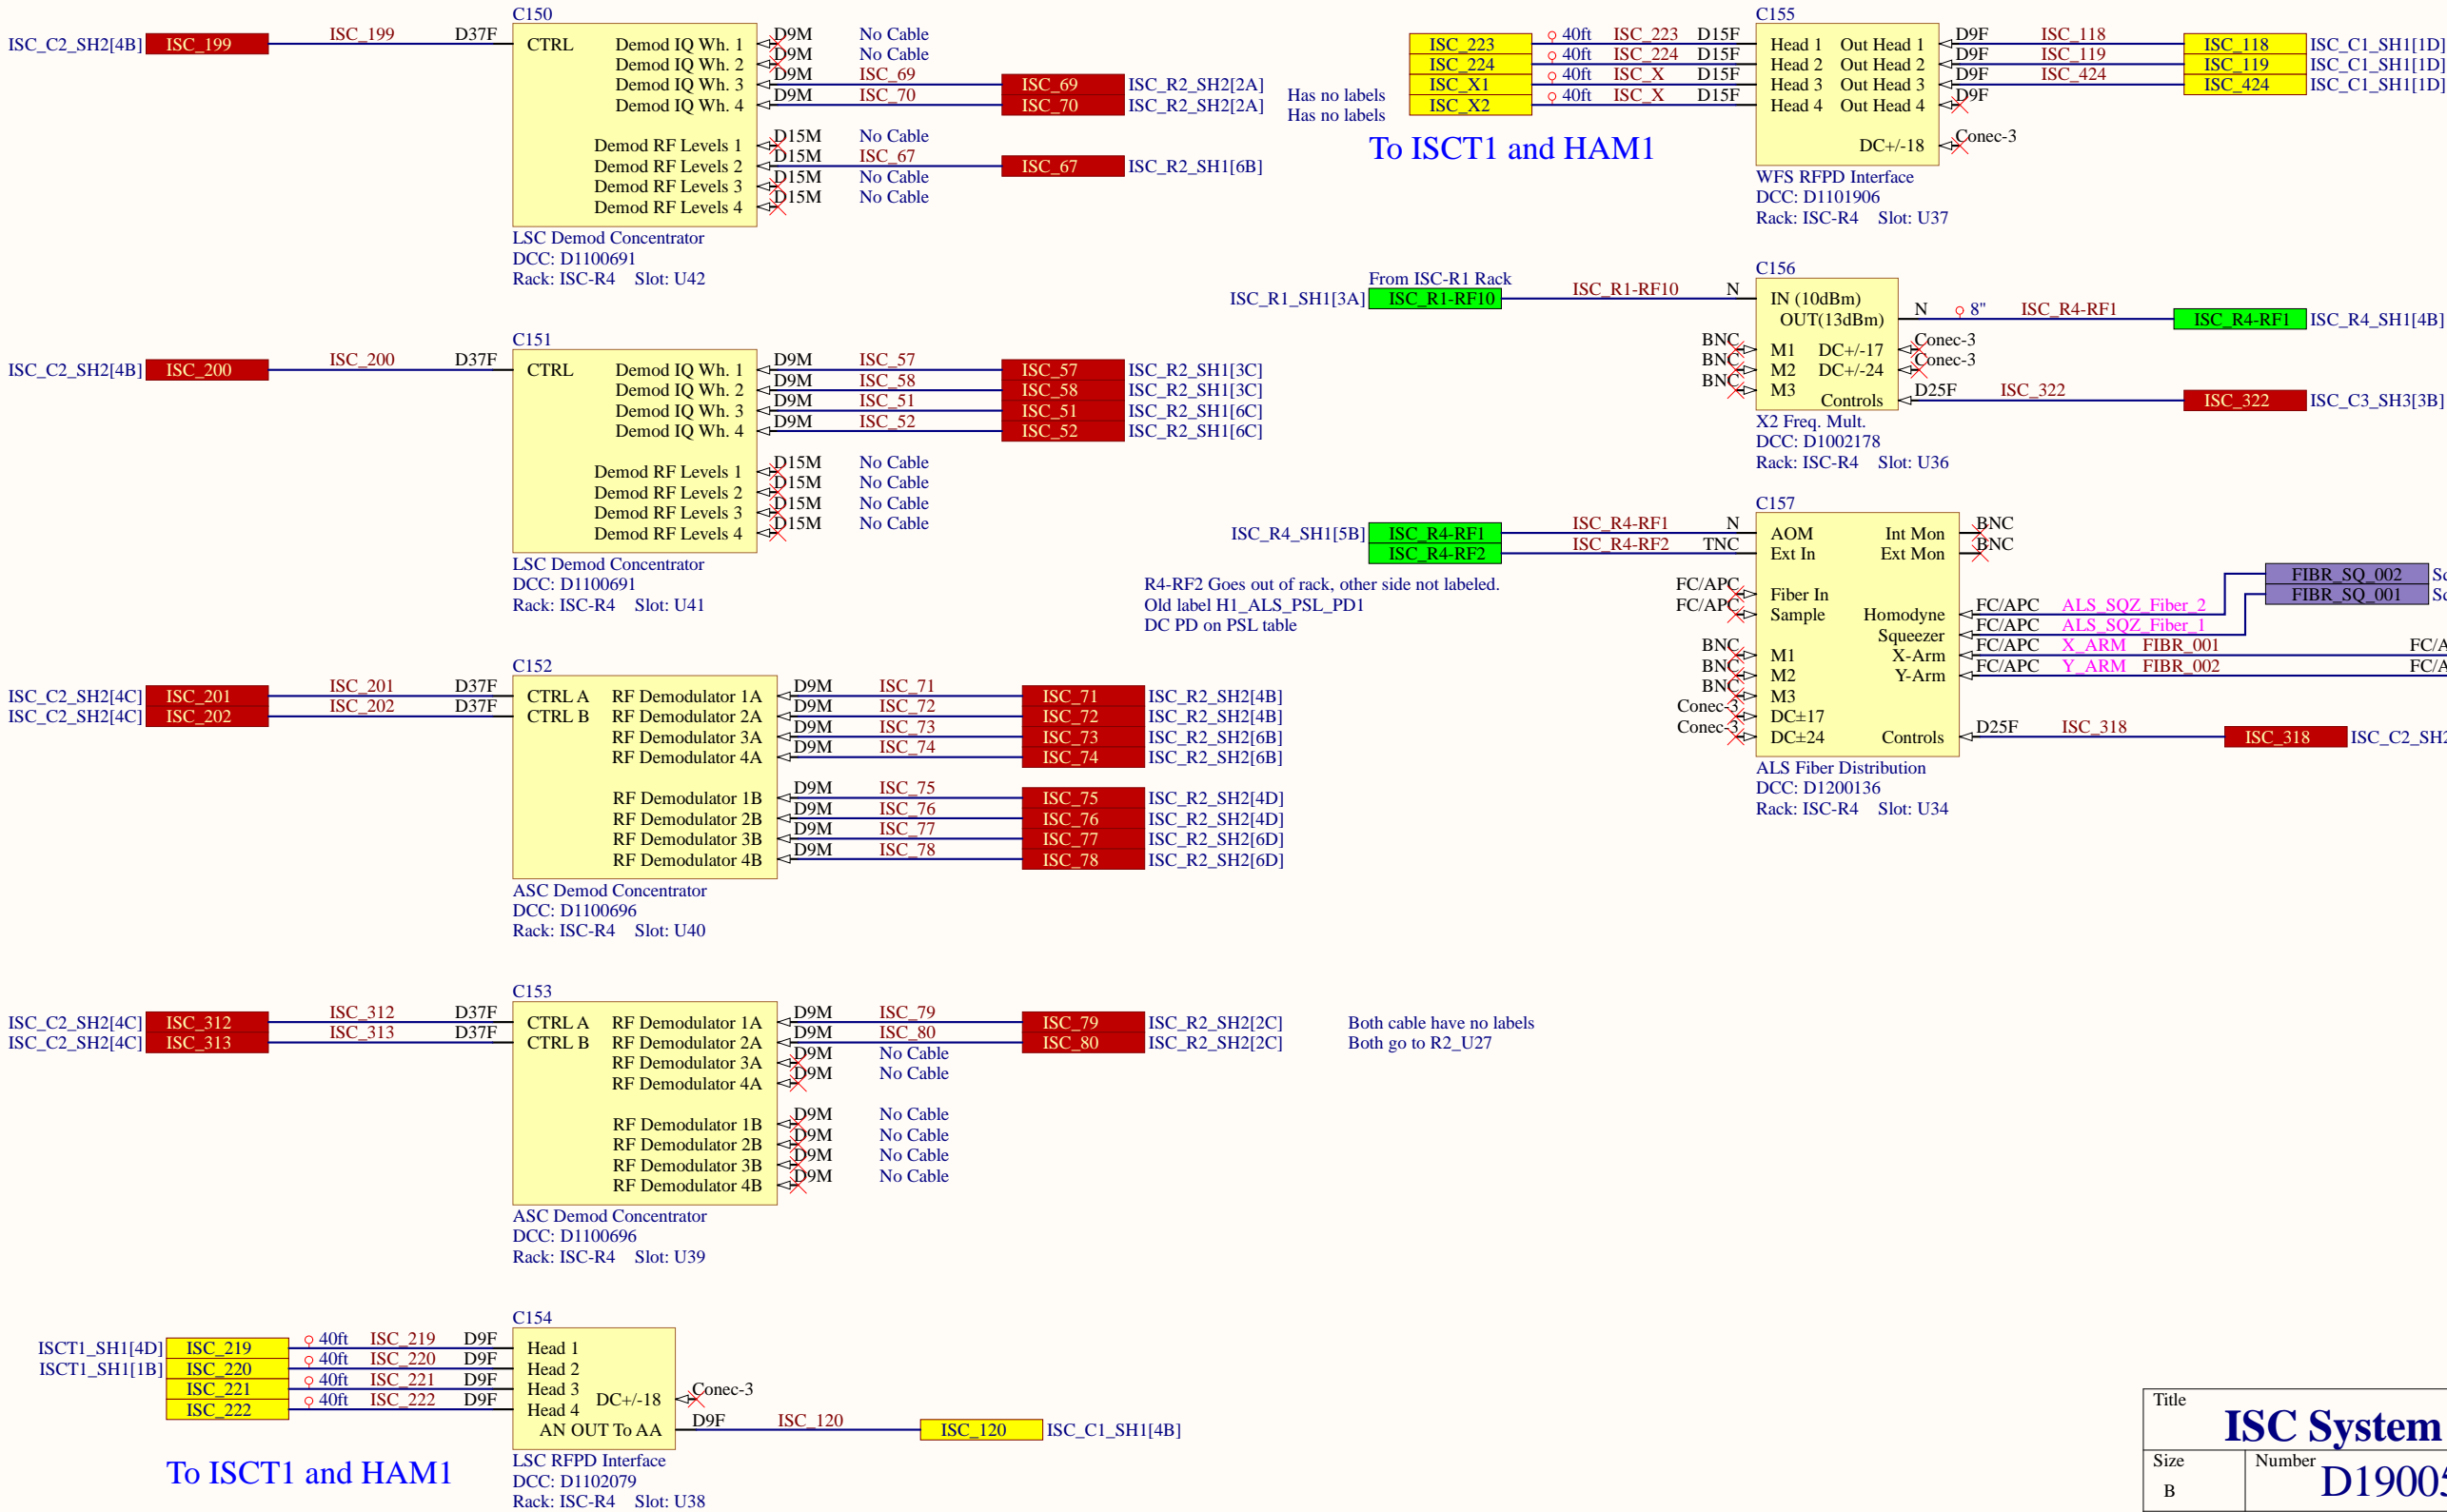 C150
ISC_C2_SH2[4B] ISC_199 ISC_199 D37F CTRL
Demod IQ Wh. 1 D9M No Cable
Demod IQ Wh. 2 D9M No Cable
Demod IQ Wh. 3 D9M ISC_69 ISC_69 ISC_R2_SH2[2A]
Demod IQ Wh. 4 D9M ISC_70 ISC_70 ISC_R2_SH2[2A]
Demod RF Levels 1 D15M No Cable
Demod RF Levels 2 D15M ISC_67 ISC_67 ISC_R2_SH1[6B]
Demod RF Levels 3 D15M No Cable
Demod RF Levels 4 D15M No Cable
LSC Demod Concentrator
DCC: D1100691
Rack: ISC-R4 Slot: U42
C151
ISC_C2_SH2[4B] ISC_200 ISC_200 D37F CTRL
Demod IQ Wh. 1 D9M ISC_57 ISC_57 ISC_R2_SH1[3C]
Demod IQ Wh. 2 D9M ISC_58 ISC_58 ISC_R2_SH1[3C]
Demod IQ Wh. 3 D9M ISC_51 ISC_51 ISC_R2_SH1[6C]
Demod IQ Wh. 4 D9M ISC_52 ISC_52 ISC_R2_SH1[6C]
Demod RF Levels 1 D15M No Cable
Demod RF Levels 2 D15M No Cable
Demod RF Levels 3 D15M No Cable
Demod RF Levels 4 D15M No Cable
LSC Demod Concentrator
DCC: D1100691
Rack: ISC-R4 Slot: U41
C152
ISC_C2_SH2[4C] ISC_201 ISC_201 D37F CTRL A
ISC_C2_SH2[4C] ISC_202 ISC_202 D37F CTRL B
RF Demodulator 1A D9M ISC_71 ISC_71 ISC_R2_SH2[4B]
RF Demodulator 2A D9M ISC_72 ISC_72 ISC_R2_SH2[4B]
RF Demodulator 3A D9M ISC_73 ISC_73 ISC_R2_SH2[6B]
RF Demodulator 4A D9M ISC_74 ISC_74 ISC_R2_SH2[6B]
RF Demodulator 1B D9M ISC_75 ISC_75 ISC_R2_SH2[4D]
RF Demodulator 2B D9M ISC_76 ISC_76 ISC_R2_SH2[4D]
RF Demodulator 3B D9M ISC_77 ISC_77 ISC_R2_SH2[6D]
RF Demodulator 4B D9M ISC_78 ISC_78 ISC_R2_SH2[6D]
ASC Demod Concentrator
DCC: D1100696
Rack: ISC-R4 Slot: U40
C153
ISC_C2_SH2[4C] ISC_312 ISC_312 D37F CTRL A
ISC_C2_SH2[4C] ISC_313 ISC_313 D37F CTRL B
RF Demodulator 1A D9M ISC_79 ISC_79 ISC_R2_SH2[2C]
RF Demodulator 2A D9M ISC_80 ISC_80 ISC_R2_SH2[2C]
RF Demodulator 3A D9M No Cable
RF Demodulator 4A D9M No Cable
RF Demodulator 1B D9M No Cable
RF Demodulator 2B D9M No Cable
RF Demodulator 3B D9M No Cable
RF Demodulator 4B D9M No Cable
Both cable have no labels
Both go to R2_U27
ASC Demod Concentrator
DCC: D1100696
Rack: ISC-R4 Slot: U39
C154
ISCT1_SH1[4D] ISC_219 40ft ISC_219 D9F Head 1
ISCT1_SH1[1B] ISC_220 40ft ISC_220 D9F Head 2
ISC_221 40ft ISC_221 D9F Head 3
ISC_222 40ft ISC_222 D9F Head 4
DC+/-18 Conec-3
AN OUT To AA D9F ISC_120 ISC_120 ISC_C1_SH1[4B]
To ISCT1 and HAM1
LSC RFPD Interface
DCC: D1102079
Rack: ISC-R4 Slot: U38
C155
ISC_223 40ft ISC_223 D15F Head 1 Out Head 1 D9F ISC_118 ISC_118 ISC_C1_SH1[1D]
ISC_224 40ft ISC_224 D15F Head 2 Out Head 2 D9F ISC_119 ISC_119 ISC_C1_SH1[1D]
Has no labels ISC_X1 40ft ISC_X D15F Head 3 Out Head 3 D9F ISC_424 ISC_424 ISC_C1_SH1[1D]
Has no labels ISC_X2 40ft ISC_X D15F Head 4 Out Head 4 D9F
DC+/-18 Conec-3
To ISCT1 and HAM1
WFS RFPD Interface
DCC: D1101906
Rack: ISC-R4 Slot: U37
C156
From ISC-R1 Rack
ISC_R1_SH1[3A] ISC_R1-RF10 ISC_R1-RF10 N IN (10dBm)
OUT(13dBm) N 8" ISC_R4-RF1 ISC_R4-RF1 ISC_R4_SH1[4B]
BNC M1 DC+/-17 Conec-3
BNC M2 DC+/-24 Conec-3
BNC M3
Controls D25F ISC_322 ISC_322 ISC_C3_SH3[3B]
X2 Freq. Mult.
DCC: D1002178
Rack: ISC-R4 Slot: U36
C157
ISC_R4_SH1[5B] ISC_R4-RF1 ISC_R4-RF1 N AOM Int Mon BNC
ISC_R4-RF2 ISC_R4-RF2 TNC Ext In Ext Mon BNC
R4-RF2 Goes out of rack, other side not labeled.
Old label H1_ALS_PSL_PD1
DC PD on PSL table
FC/APC Fiber In
FC/APC Sample
Homodyne FC/APC ALS_SQZ_Fiber_2 FIBR_SQ_002
Squeezer FC/APC ALS_SQZ_Fiber_1 FIBR_SQ_001
BNC M1 X-Arm FC/APC X_ARM FIBR_001
BNC M2 Y-Arm FC/APC Y_ARM FIBR_002
BNC M3
Conec-3 DC±17
Conec-3 DC±24 Controls D25F ISC_318 ISC_318 ISC_C2_SH2
ALS Fiber Distribution
DCC: D1200136
Rack: ISC-R4 Slot: U34
Title
ISC System
Size Number
B D19005